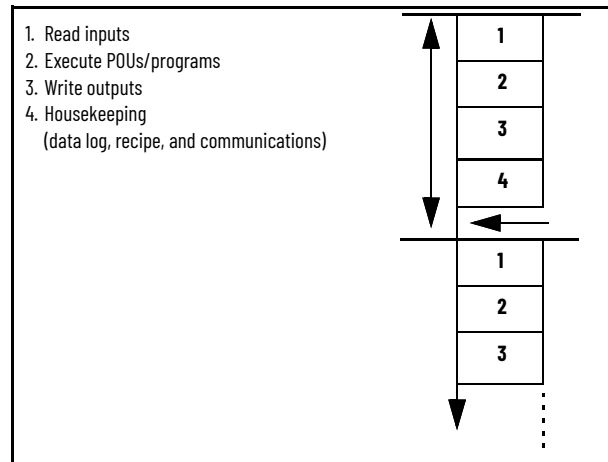 1. Read inputs
2. Execute POUs/programs
3. Write outputs
4. Housekeeping
(data log, recipe, and communications)
1
2
3
4
1
2
3